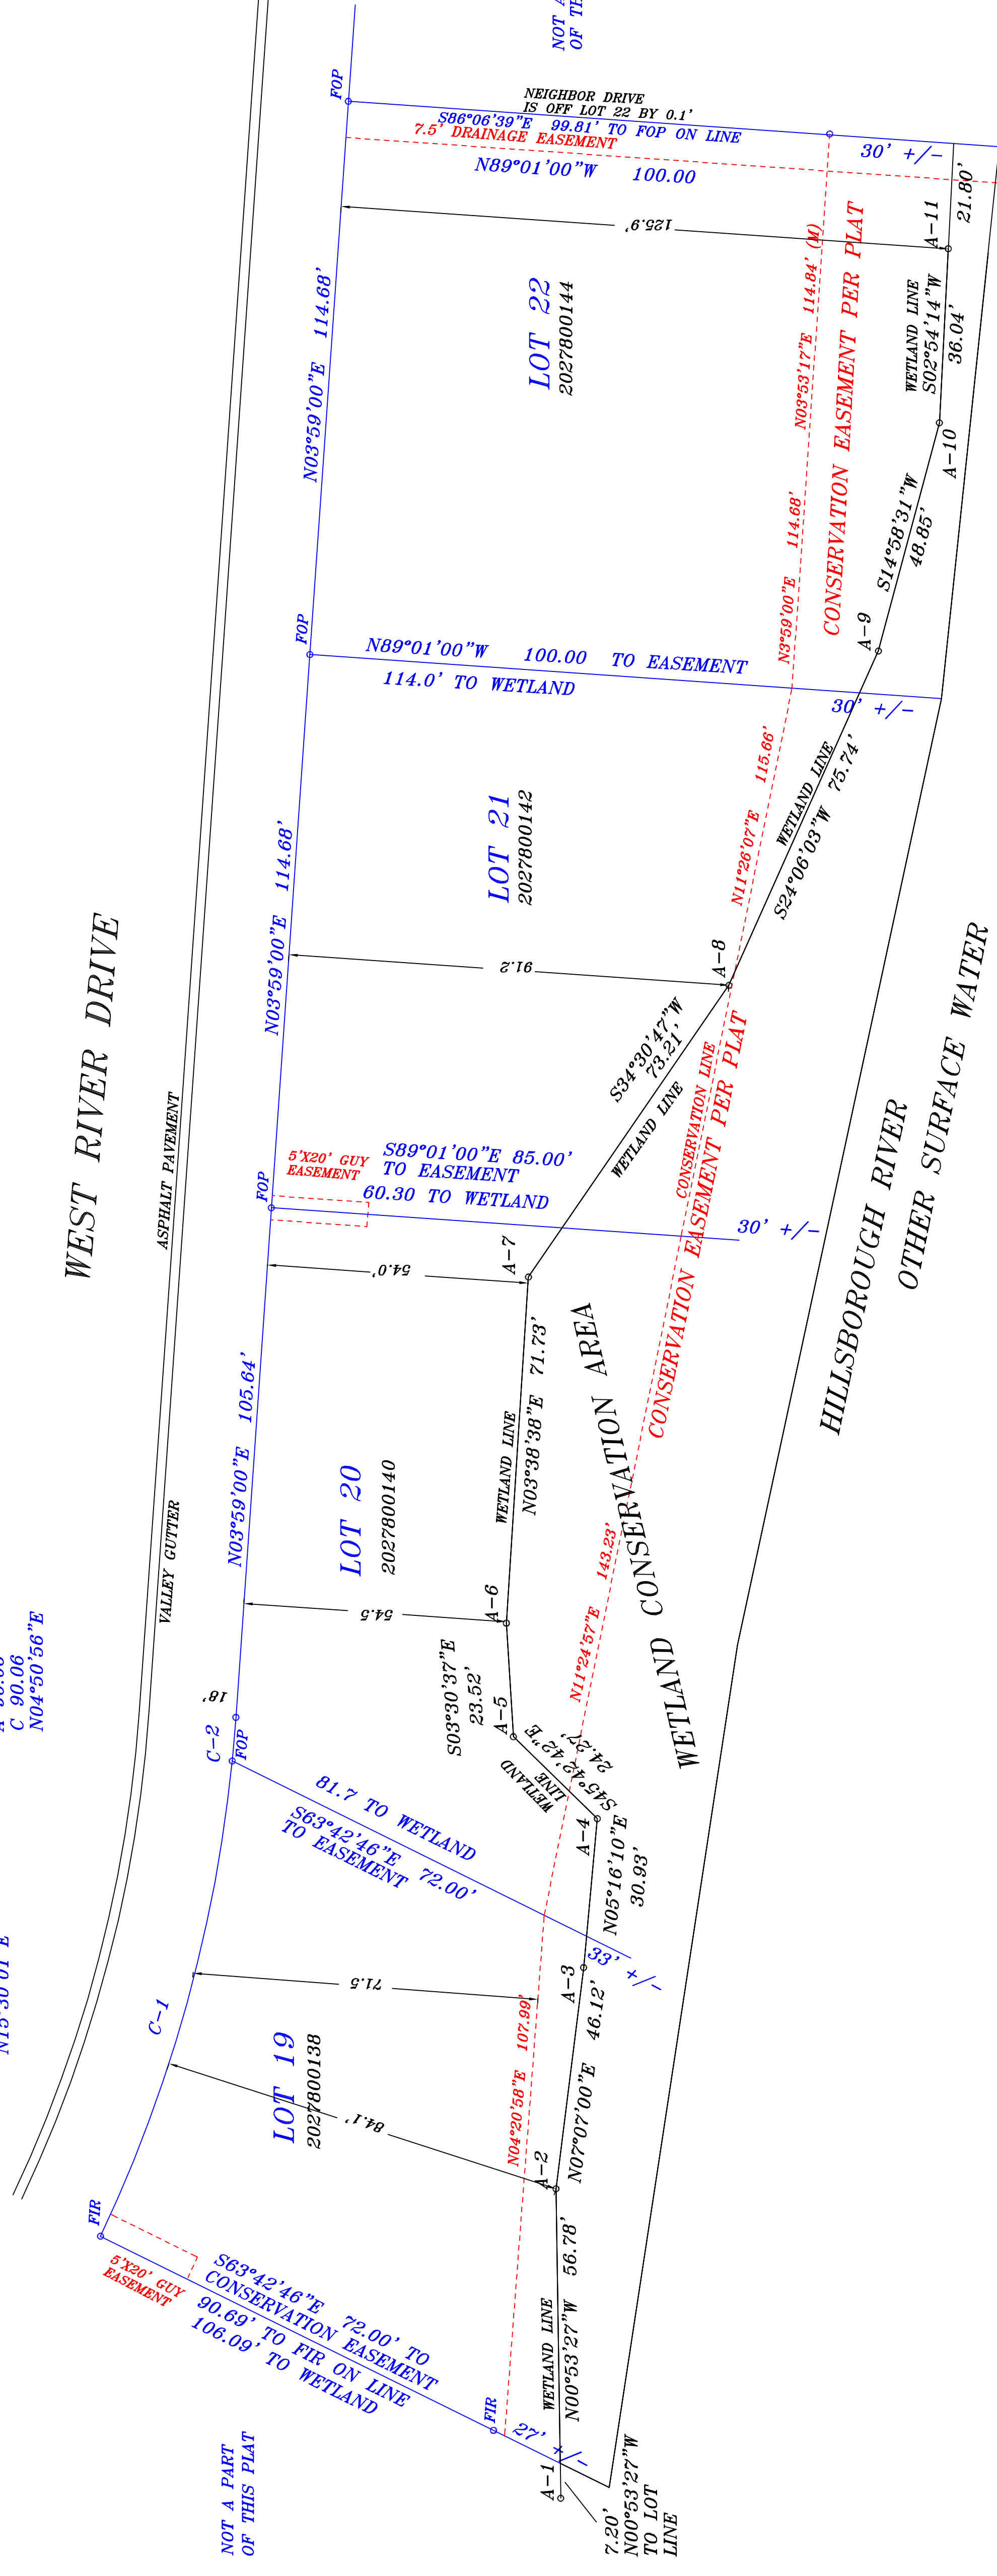 NOT A
OF TH
FOP
NEIGHBOR DRIVE
IS OFF LOT 22 BY 0.1'
S86°06'39"E 99.81' TO FOP ON LINE
7.5' DRAINAGE EASEMENT
N89°01'00"W 100.00
30' +/-
21.80'
A-11
125.9'
N03°59'00"E 114.68'
LOT 22
2027800144
N03°53'17"E 114.84' (M)
CONSERVATION EASEMENT PER PLAT
WETLAND LINE
S02°54'14"W
36.04'
A-10
S14°58'31"W
48.85'
N3°59'00"E 114.68'
A-9
FOP
N89°01'00"W 100.00 TO EASEMENT
114.0' TO WETLAND
30' +/-
N11°26'07"E 115.66'
WETLAND LINE
S24°06'03"W 75.74'
LOT 21
2027800142
N03°59'00"E 114.68'
91.2
A-8
WEST RIVER DRIVE
ASPHALT PAVEMENT
S34°30'47"W
73.21'
WETLAND LINE
CONSERVATION LINE
CONSERVATION EASEMENT PER PLAT
HILLSBOROUGH RIVER
OTHER SURFACE WATER
FOP
5'X20' GUY
EASEMENT
S89°01'00"E 85.00'
TO EASEMENT
60.30 TO WETLAND
30' +/-
A-7
54.0'
N03°59'00"E 105.64'
WETLAND LINE
N03°38'38"E 71.73'
WETLAND CONSERVATION AREA
LOT 20
2027800140
VALLEY GUTTER
C 90.06
N04°50'56"E
54.5
A-6
N11°24'57"E 143.23'
S03°30'37"E
23.52'
A-5
18'
C-2
FOP
WETLAND
LINE
S45°42'42"E
24.27'
81.7 TO WETLAND
S63°42'46"E 72.00'
TO EASEMENT
A-4
N05°16'10"E
30.93'
33' +/-
A-3
71.5
C-1
46.12'
N07°07'00"E
N04°20'58"E 107.99'
LOT 19
2027800138
84.1'
A-2
N15°30'01"E
FIR
5'X20' GUY
EASEMENT
S63°42'46"E 72.00' TO
CONSERVATION EASEMENT
90.69' TO FIR ON LINE
106.09' TO WETLAND
WETLAND LINE
N00°53'27"W 56.78'
FIR
27' +/-
A-1
7.20'
N00°53'27"W
TO LOT
LINE
NOT A PART
OF THIS PLAT